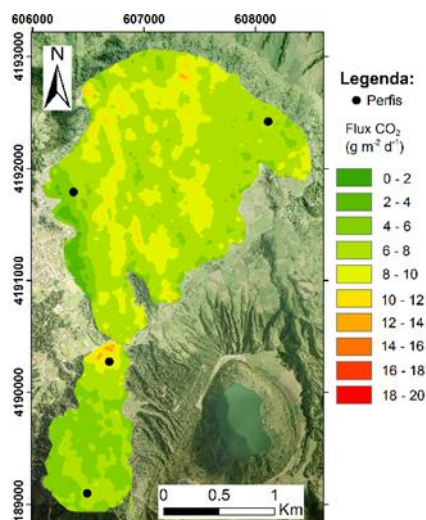 606000 607000 608000
N
4193000
4192000
4191000
4190000
4189000
Legenda:
Perfis
Flux CO₂
(g m⁻² d⁻¹)
0 - 2
2 - 4
4 - 6
6 - 8
8 - 10
10 - 12
12 - 14
14 - 16
16 - 18
18 - 20
0 0.5 1
Km